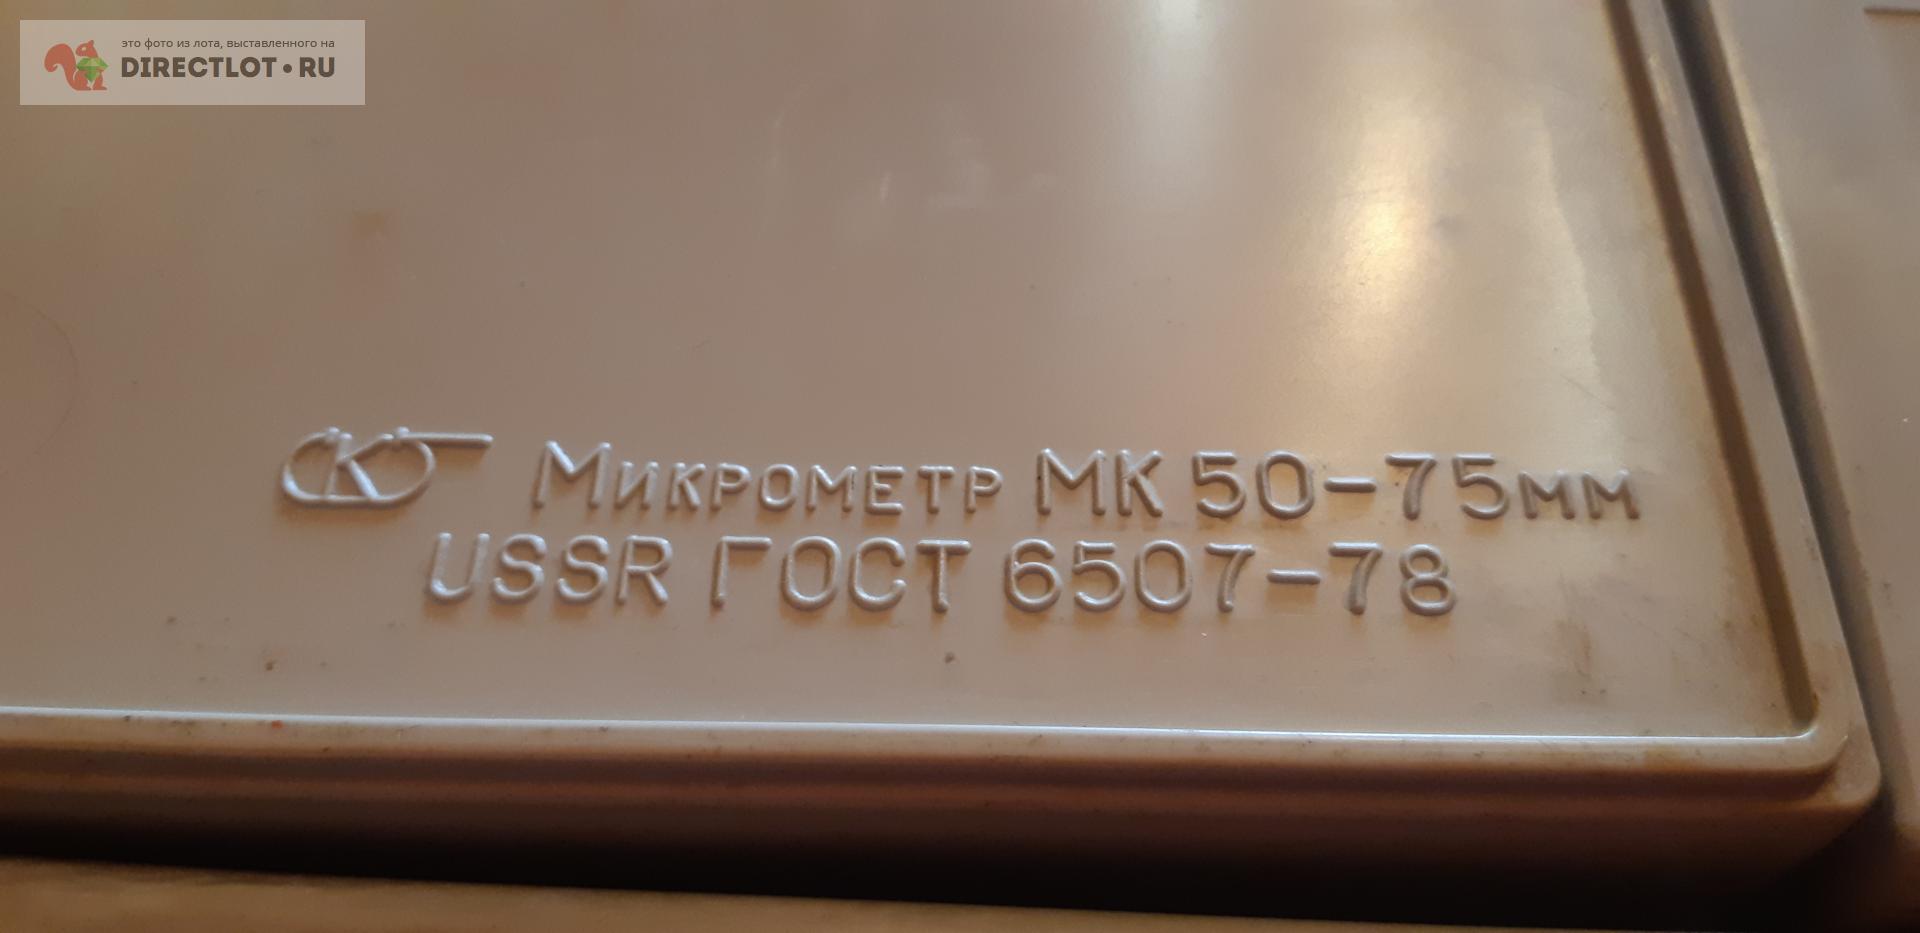 это фото из лота, выставленного на
DIRECTLOT•RU
Микрометр МК 50-75мм
USSR ГОСТ 6507-78